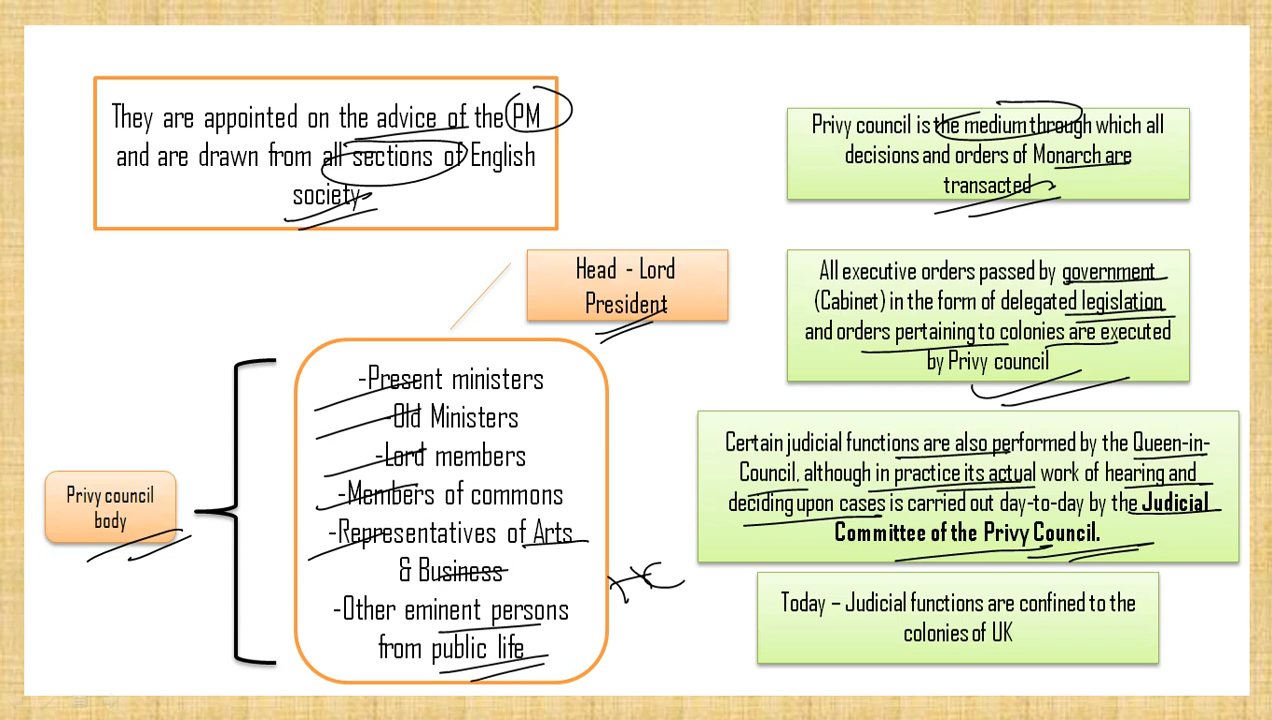 They are appointed on the advice of the PM
and are drawn from all sections of English
society.
Head - Lord
President
Privy council
body
-Present ministers
-Old Ministers
-Lord members
-Members of commons
-Representatives of Arts
& Business
-Other eminent persons
from public life
Privy council is the medium through which all
decisions and orders of Monarch are
transacted
All executive orders passed by government
(Cabinet) in the form of delegated legislation
and orders pertaining to colonies are executed
by Privy council
Certain judicial functions are also performed by the Queen-in-
Council, although in practice its actual work of hearing and
deciding upon cases is carried out day-to-day by the Judicial
Committee of the Privy Council.
Today – Judicial functions are confined to the
colonies of UK